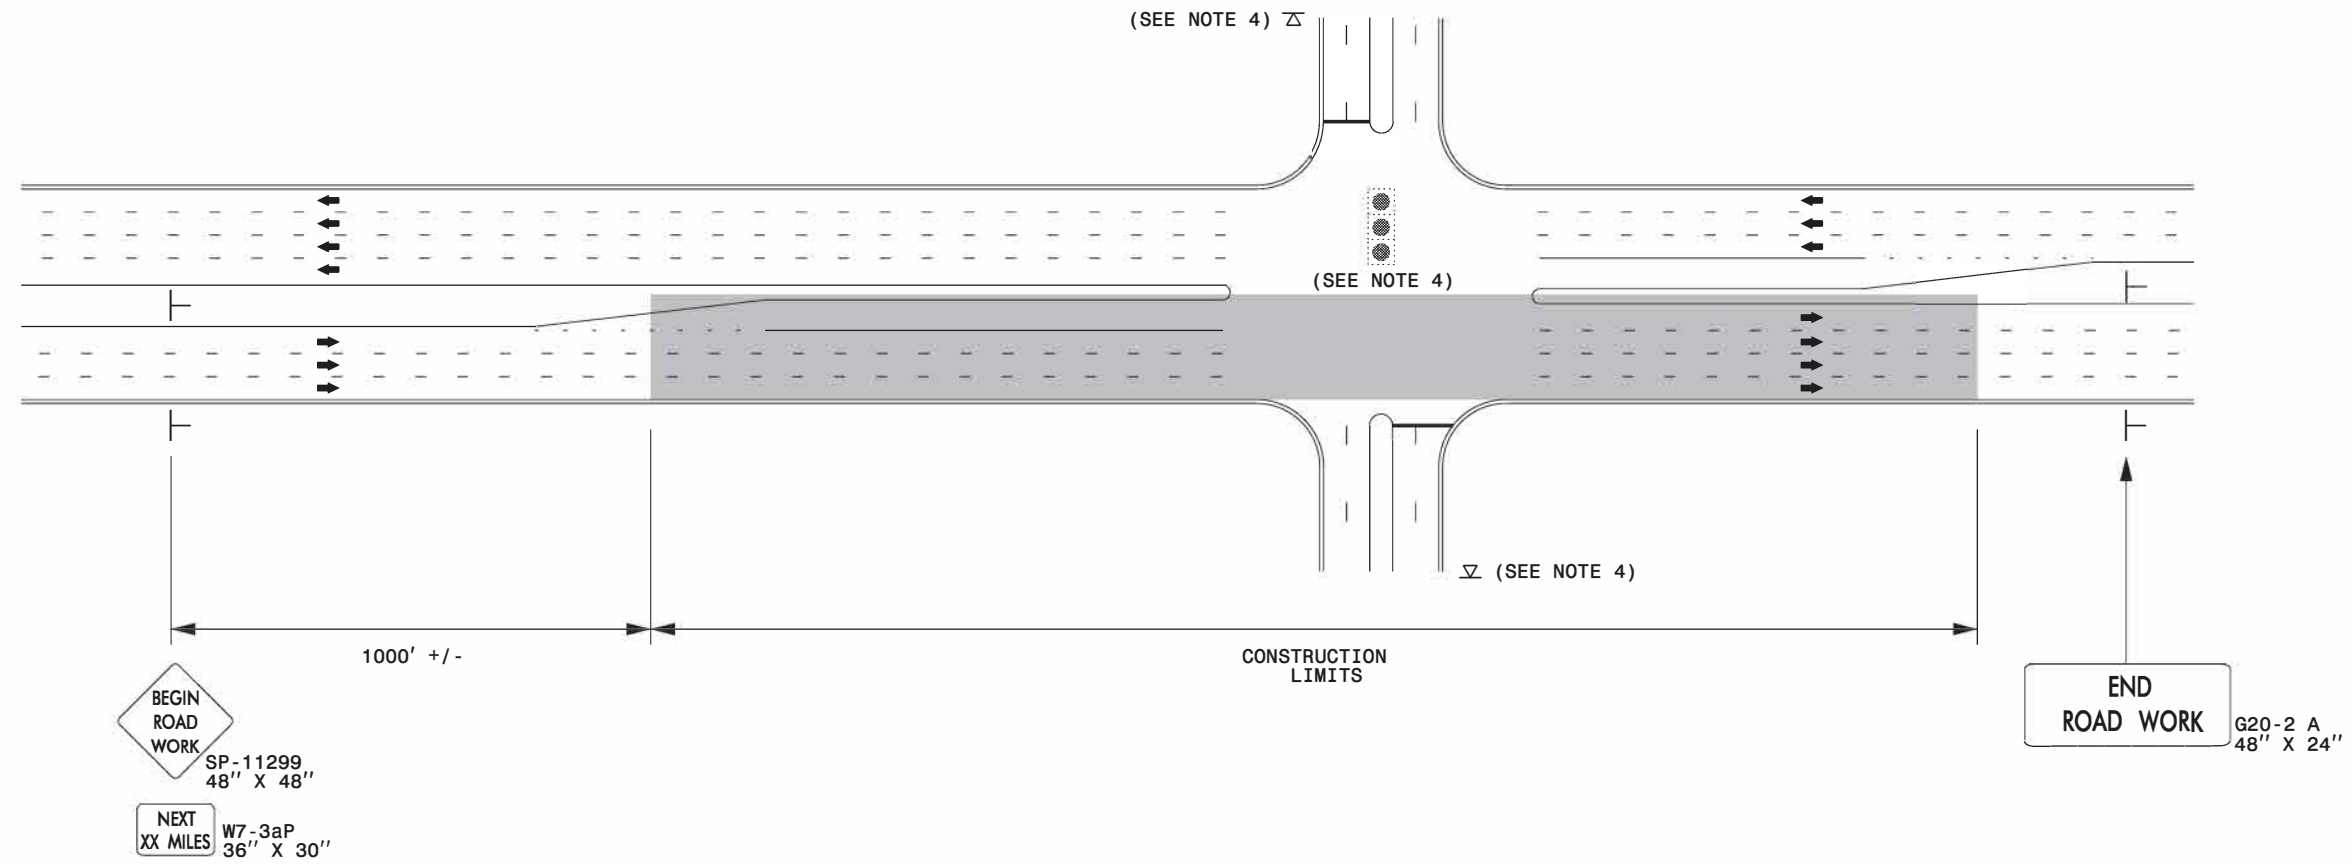 (SEE NOTE 4)
(SEE NOTE 4)
(SEE NOTE 4)
1000' +/-
CONSTRUCTION
LIMITS
BEGIN
ROAD
WORK
SP-11299
48'' X 48''
NEXT
XX MILES
W7-3aP
36'' X 30''
END
ROAD WORK
G20-2 A
48'' X 24''